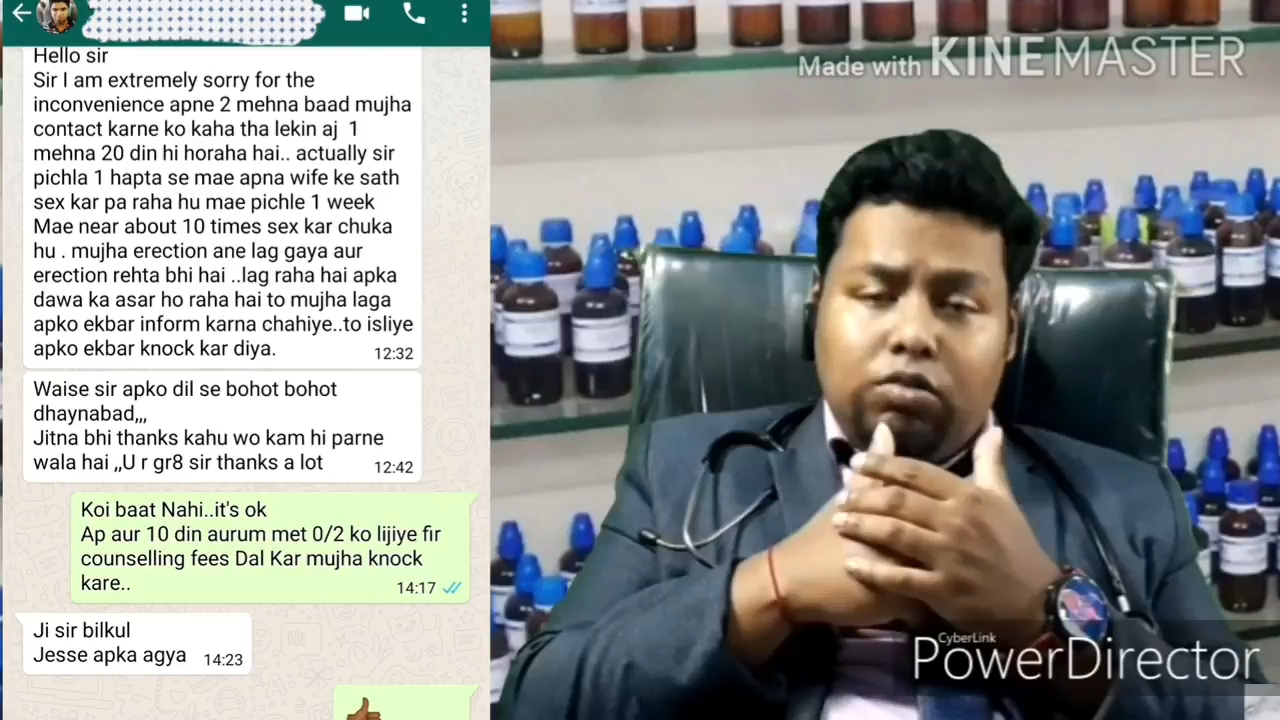 Hello sir
Sir I am extremely sorry for the
inconvenience apne 2 mehna baad mujha
contact karne ko kaha tha lekin aj 1
mehna 20 din hi horaha hai.. actually sir
pichla 1 hapta se mae apna wife ke sath
sex kar pa raha hu mae pichle 1 week
Mae near about 10 times sex kar chuka
hu . mujha erection ane lag gaya aur
erection rehta bhi hai ..lag raha hai apka
dawa ka asar ho raha hai to mujha laga
apko ekbar inform karna chahiye..to isliye
apko ekbar knock kar diya.
12:32
Waise sir apko dil se bohot bohot
dhaynabad,,,
Jitna bhi thanks kahu wo kam hi parne
wala hai ,,U r gr8 sir thanks a lot
12:42
Koi baat Nahi..it's ok
Ap aur 10 din aurum met 0/2 ko lijiye fir
counselling fees Dal Kar mujha knock
kare..
14:17
Ji sir bilkul
Jesse apka agya
14:23
Made with KINEMASTER
CyberLink
PowerDirector